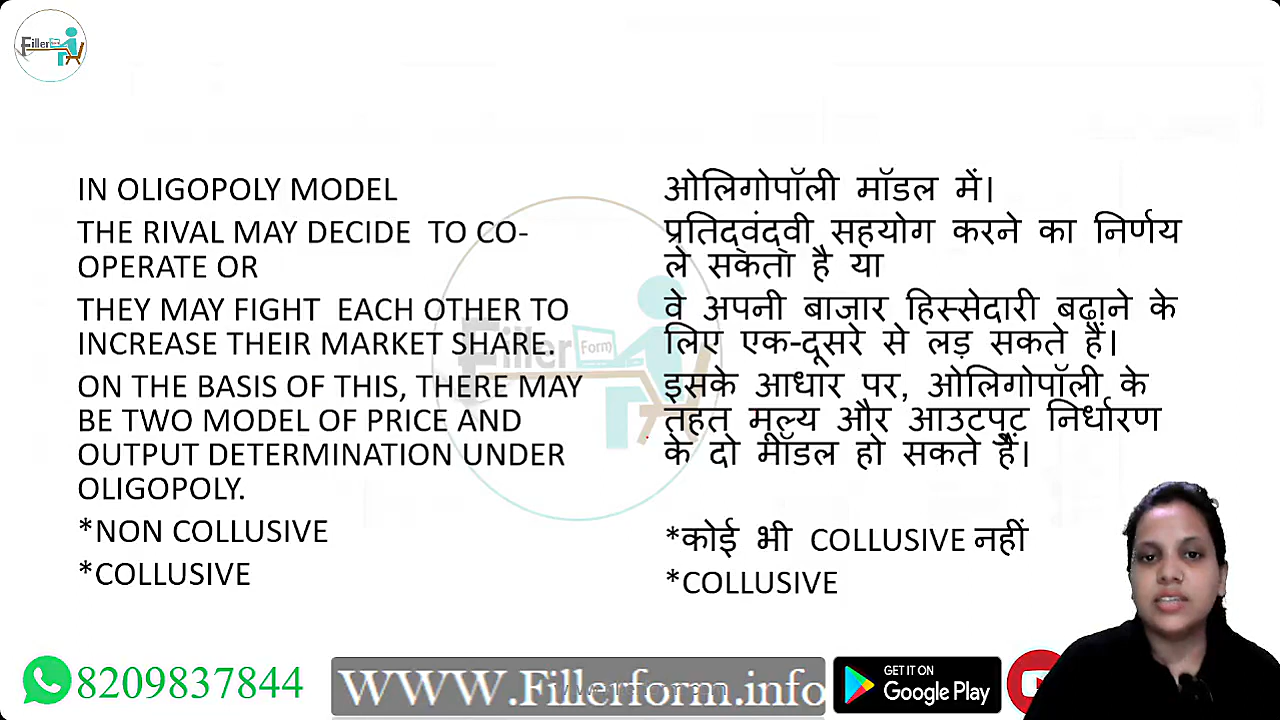 Filler
IN OLIGOPOLY MODEL
THE RIVAL MAY DECIDE TO CO-
OPERATE OR
THEY MAY FIGHT EACH OTHER TO
INCREASE THEIR MARKET SHARE.
ON THE BASIS OF THIS, THERE MAY
BE TWO MODEL OF PRICE AND
OUTPUT DETERMINATION UNDER
OLIGOPOLY.
*NON COLLUSIVE
*COLLUSIVE
ओलिगोपॉली मॉडल में।
प्रतिद्वंद्वी सहयोग करने का निर्णय
ले सकता है या
वे अपनी बाजार हिस्सेदारी बढ़ाने के
लिए एक-दूसरे से लड़ सकते हैं।
इसके आधार पर, ओलिगोपॉली के
तहत मूल्य और आउटपुट निर्धारण
के दो मॉडल हो सकते हैं।
*कोई भी COLLUSIVE नहीं
*COLLUSIVE
Filler Form
8209837844
WWW.Fillerform.info
GET IT ON
Google Play